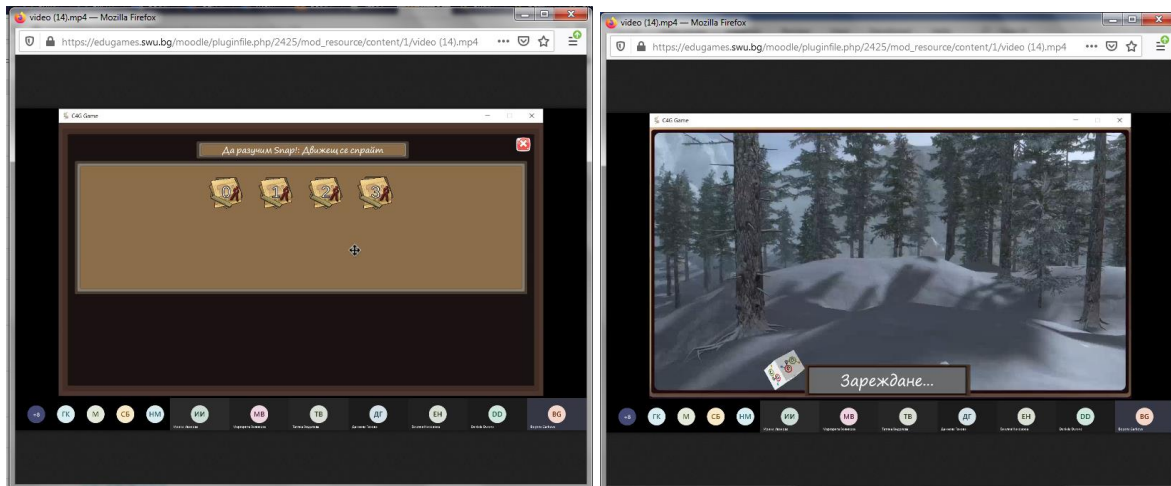 video (14).mp4 — Mozilla Firefox
https://edugames.swu.bg/moodle/pluginfile.php/2425/mod_resource/content/1/video (14).mp4
C4G Game
Да разучим Snap!: Движещ се спрайт
0 1 2 3
+8 ГК М СБ НМ ИИ МВ ТВ ДГ ЕН DD BG
video (14).mp4 — Mozilla Firefox
https://edugames.swu.bg/moodle/pluginfile.php/2425/mod_resource/content/1/video (14).mp4
C4G Game
Зареждане...
+8 ГК М СБ НМ ИИ МВ ТВ ДГ ЕН DD BG